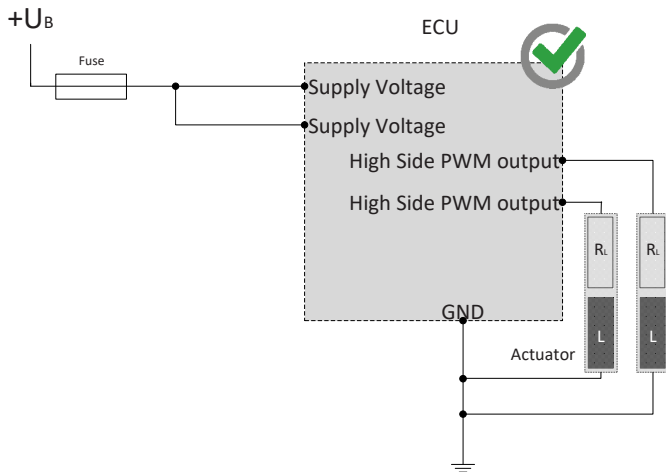 +UB
ECU
Fuse
Supply Voltage
Supply Voltage
High Side PWM output
High Side PWM output
RL
RL
GND
L
L
Actuator